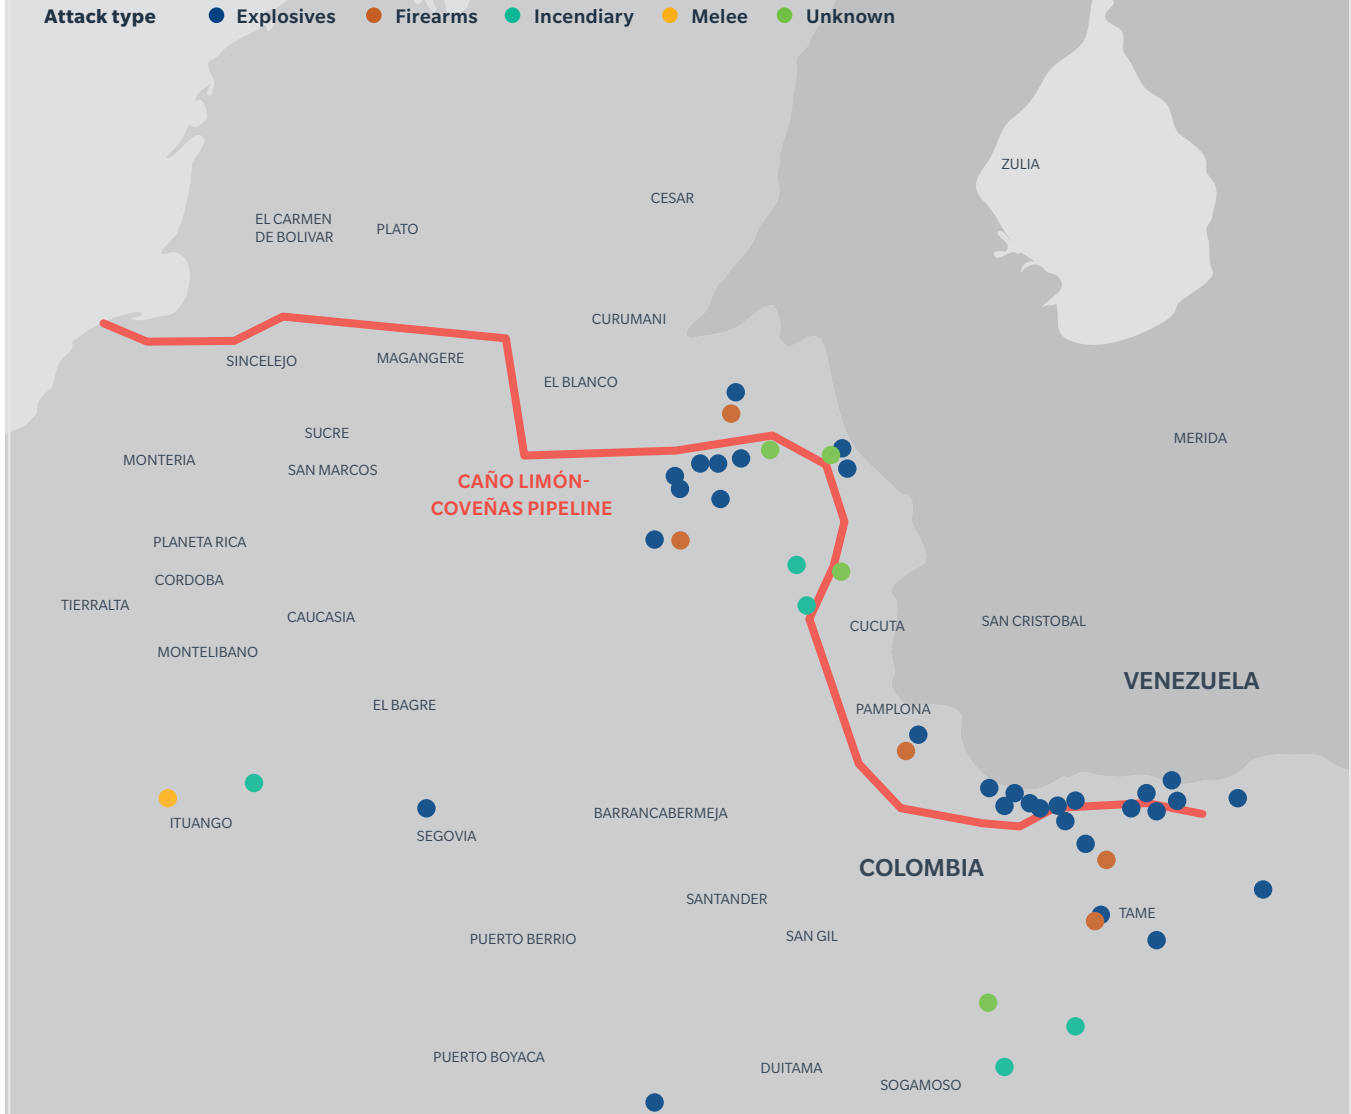 Attack type Explosives Firearms Incendiary Melee Unknown
ZULIA
CESAR
EL CARMEN
DE BOLIVAR
PLATO
CURUMANI
SINCELEJO
MAGANGERE
EL BLANCO
SUCRE
MERIDA
MONTERIA
SAN MARCOS
CAÑO LIMÓN-
COVEÑAS PIPELINE
PLANETA RICA
CORDOBA
TIERRALTA
CAUCASIA
CUCUTA
SAN CRISTOBAL
MONTELIBANO
VENEZUELA
EL BAGRE
PAMPLONA
ITUANGO
SEGOVIA
BARRANCABERMEJA
COLOMBIA
SANTANDER
TAME
PUERTO BERRIO
SAN GIL
PUERTO BOYACA
DUITAMA
SOGAMOSO